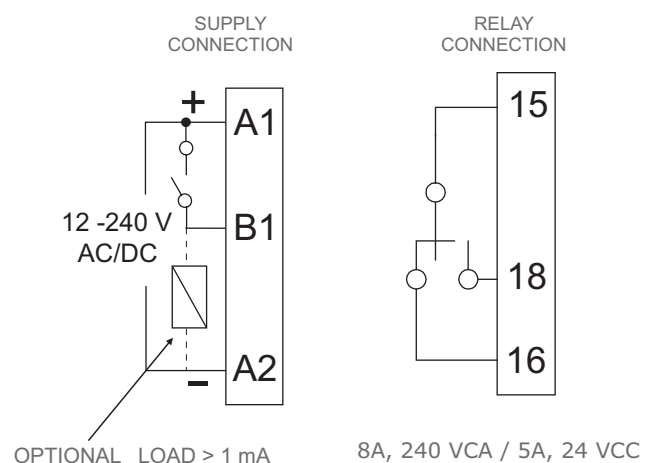 SUPPLY
CONNECTION
+
A1
B1
12 -240 V
AC/DC
A2
−
OPTIONAL LOAD > 1 mA
RELAY
CONNECTION
15
18
16
8A, 240 VCA / 5A, 24 VCC